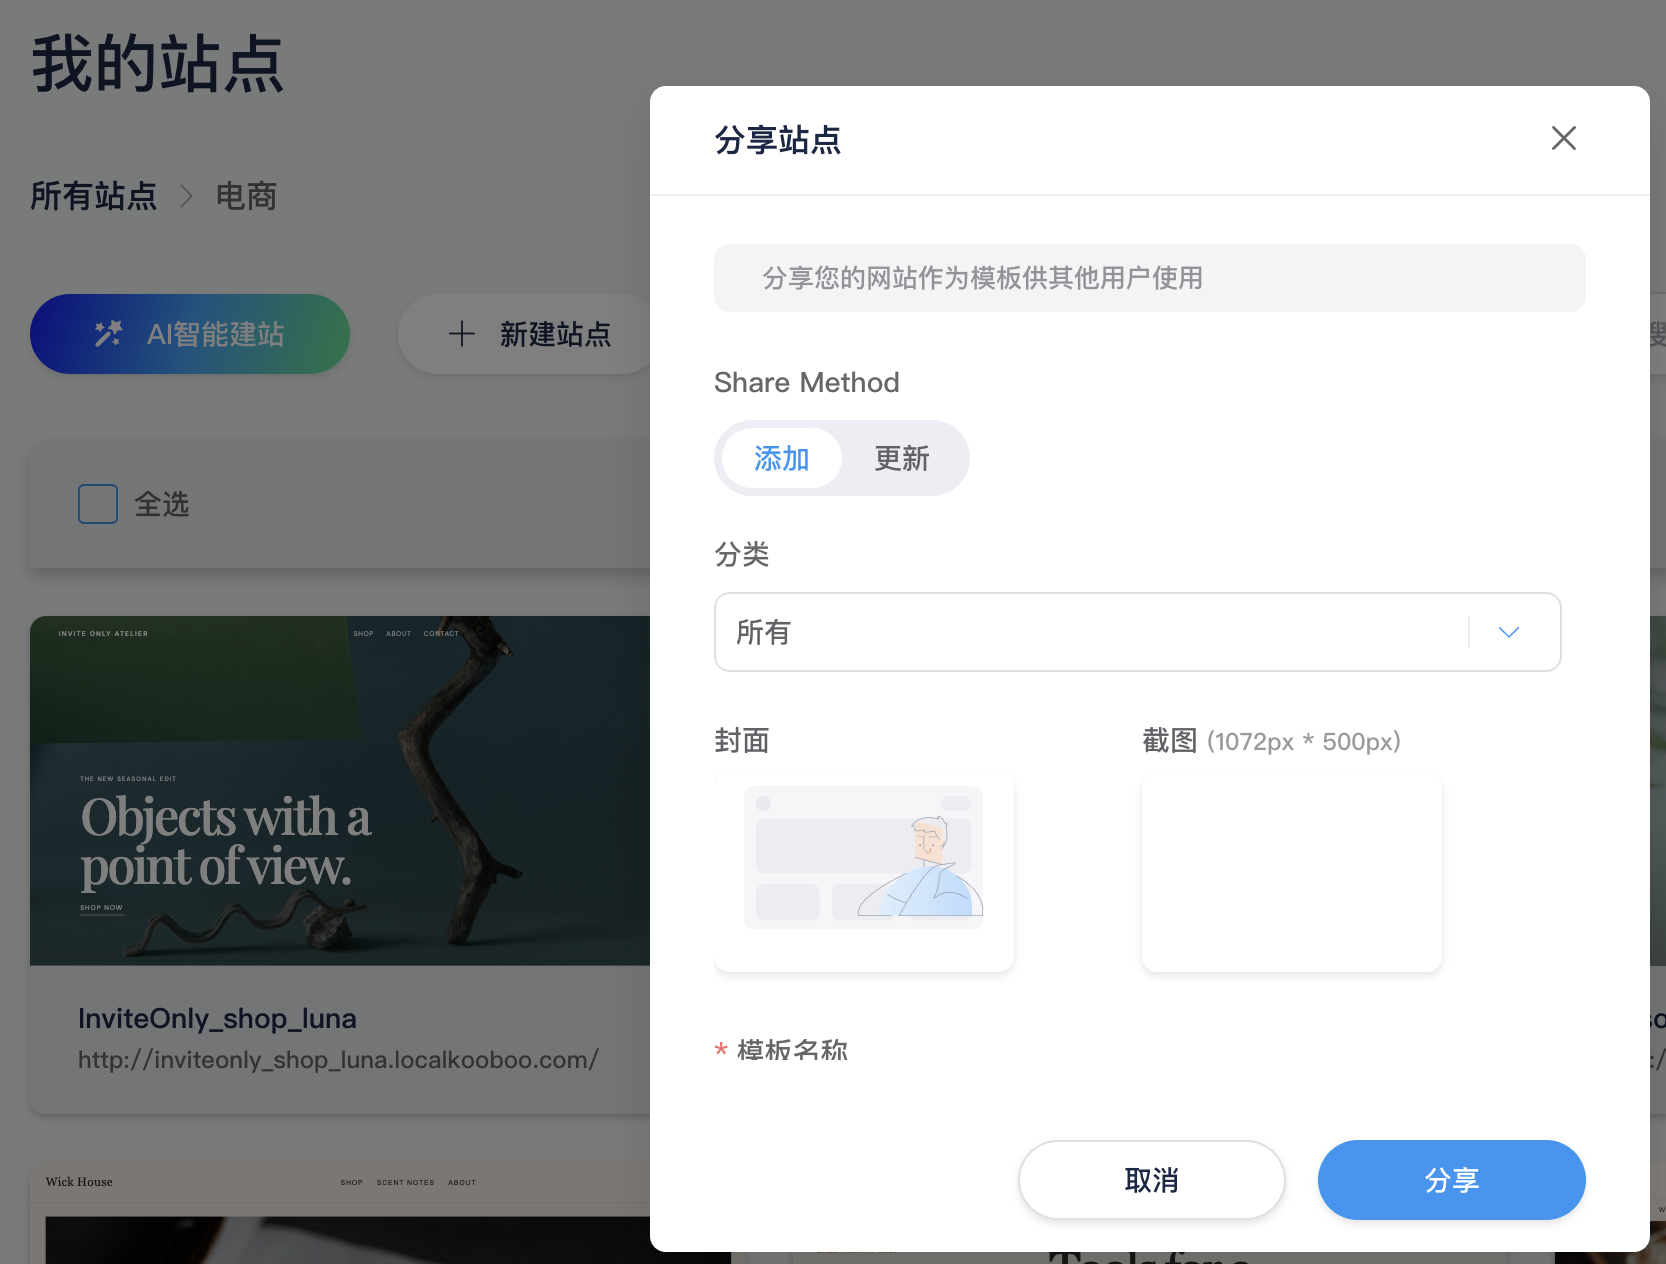 我的站点
所有站点 > 电商
AI智能建站
新建站点
全选
INVITE ONLY ATELIER
SHOP ABOUT CONTACT
THE NEW SEASONAL EDIT
Objects with a
point of view.
SHOP NOW
InviteOnly_shop_luna
http://inviteonly_shop_luna.localkooboo.com/
Wick House
SHOP SCENT NOTES ABOUT
分享站点
分享您的网站作为模板供其他用户使用
Share Method
添加 更新
分类
所有
封面
截图 (1072px * 500px)
* 模板名称
取消
分享